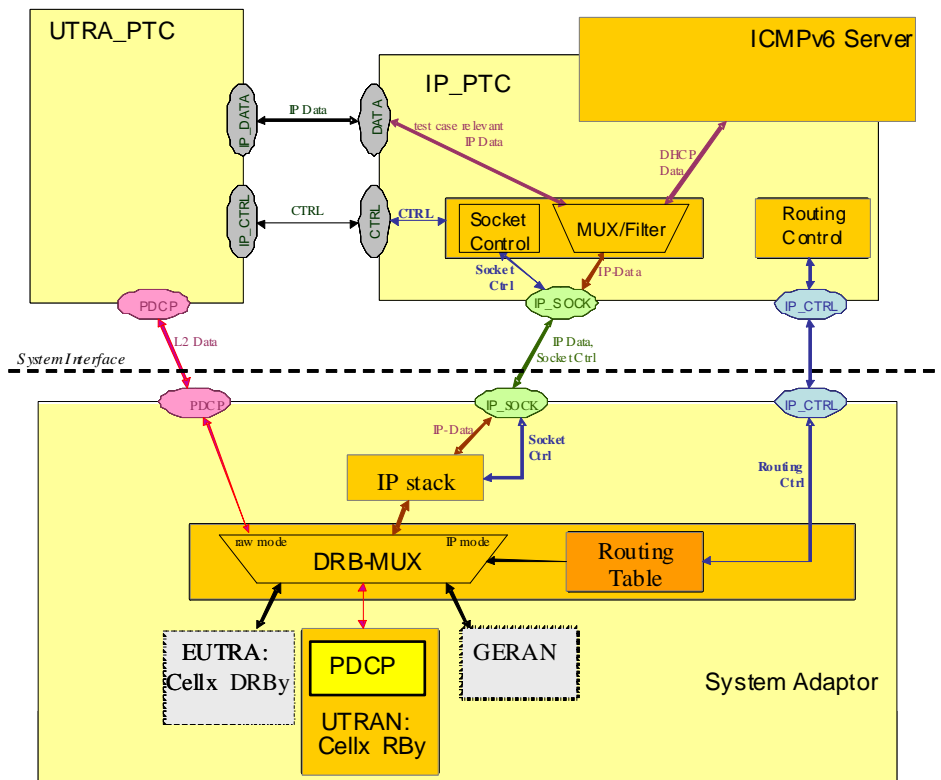 UTRA_PTC
ICMPv6 Server
IP_PTC
IP_DATA
IP Data
DATA
test case relevant
IP Data
DHCP
Data
IP_CTRL
CTRL
CTRL
CTRL
Socket
Control
MUX/Filter
Routing
Control
Socket
Ctrl
IP-Data
PDCP
IP_SOCK
IP_CTRL
L2 Data
IP Data,
Socket Ctrl
System Interface
PDCP
IP_SOCK
IP_CTRL
IP-Data
Socket
Ctrl
IP stack
Routing
Ctrl
raw mode
IP mode
DRB-MUX
Routing
Table
EUTRA:
Cellx DRBy
PDCP
UTRAN:
Cellx RBy
GERAN
System Adaptor